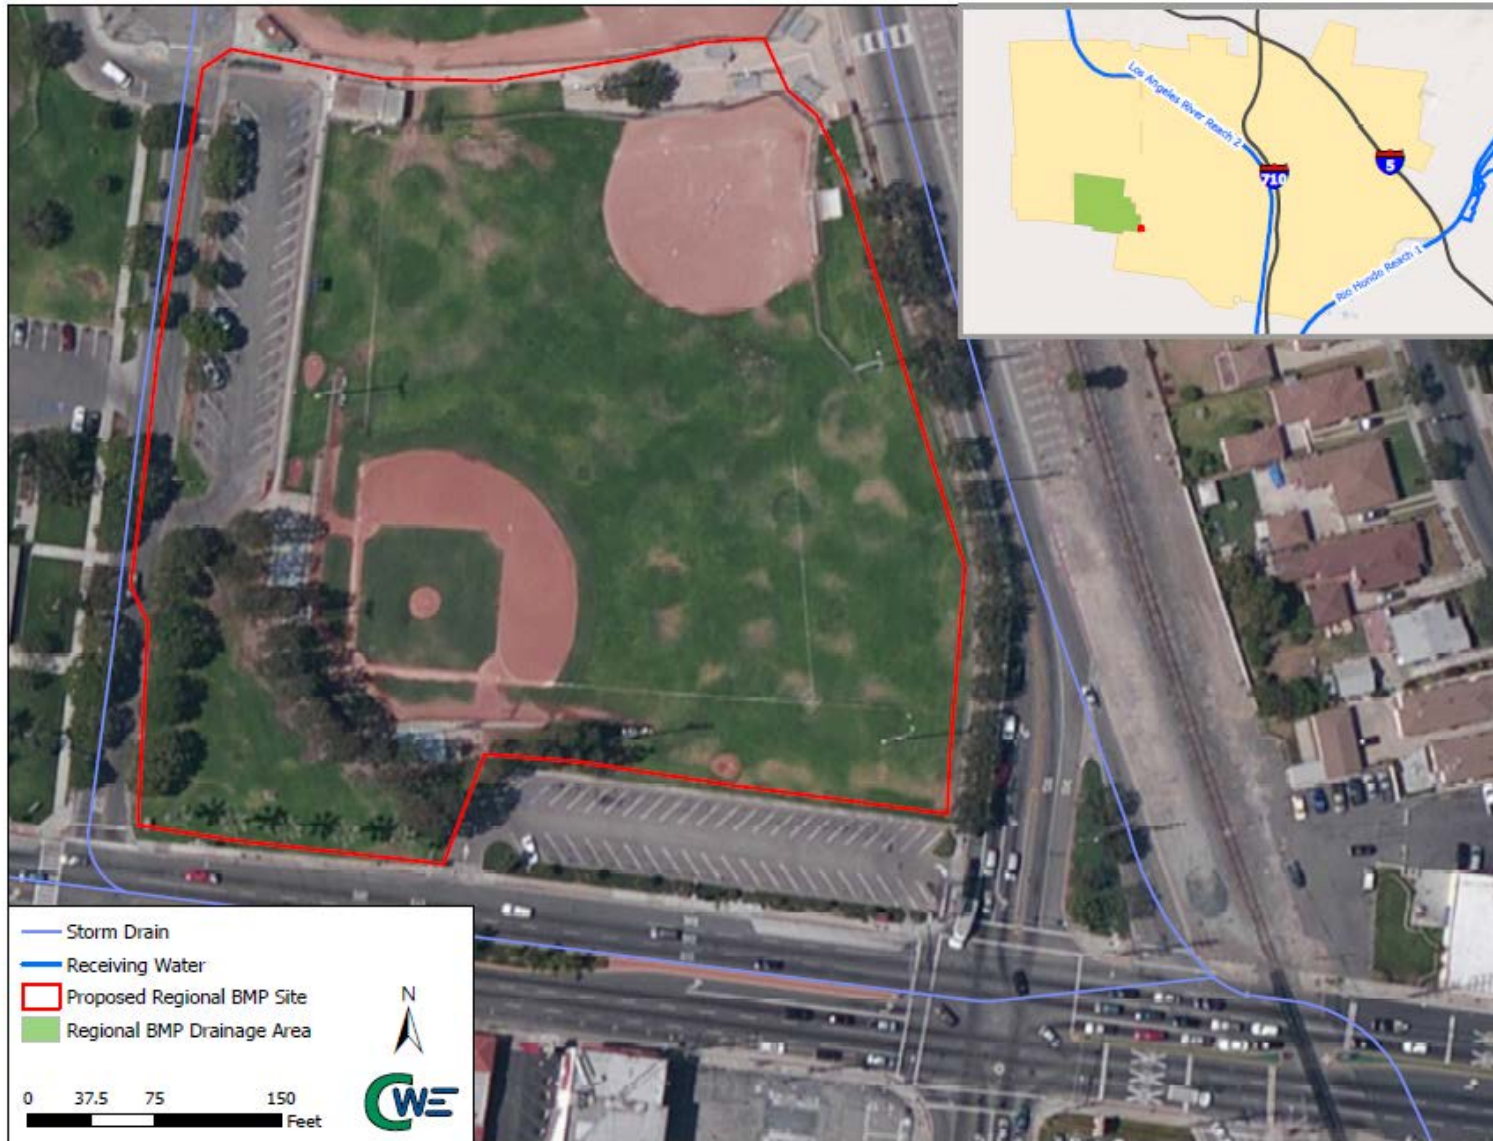 Los Angeles River Reach 2
5
710
Rio Hondo Reach 1
Storm Drain
Receiving Water
Proposed Regional BMP Site
Regional BMP Drainage Area
N
0 37.5 75 150
Feet
CWE